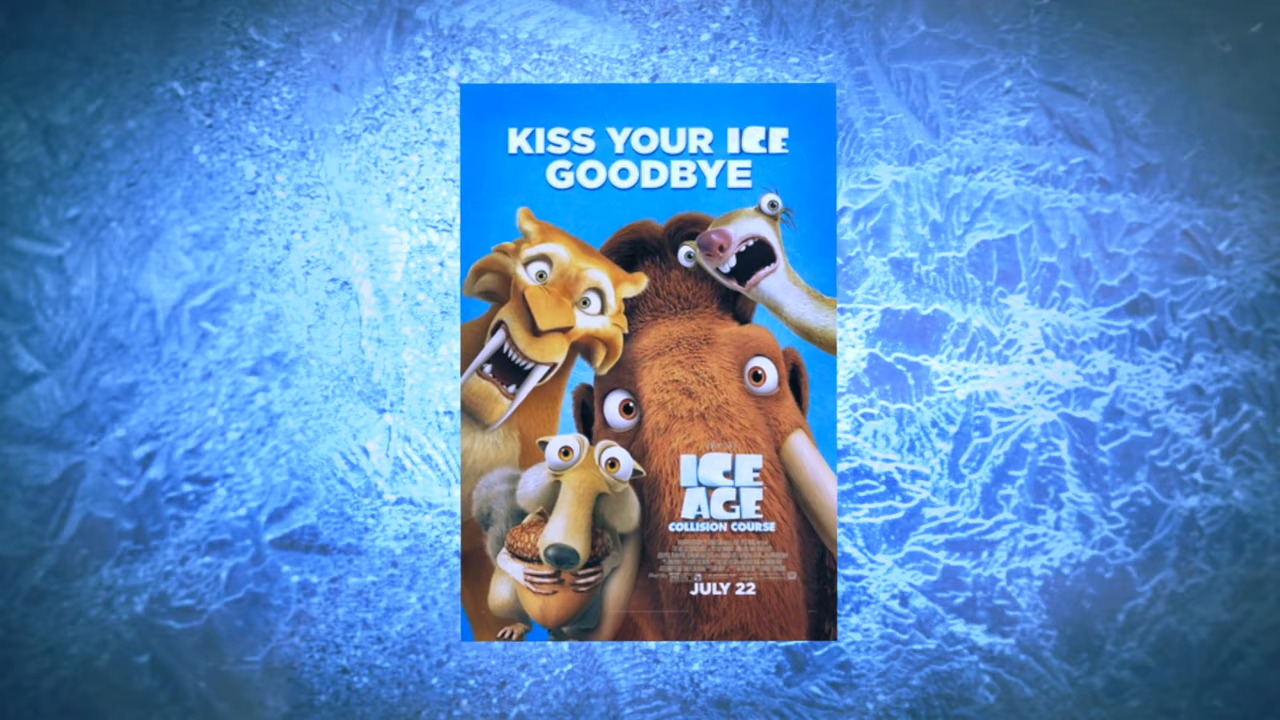 KISS YOUR ICE
GOODBYE
ICE
AGE
COLLISION COURSE
JULY 22